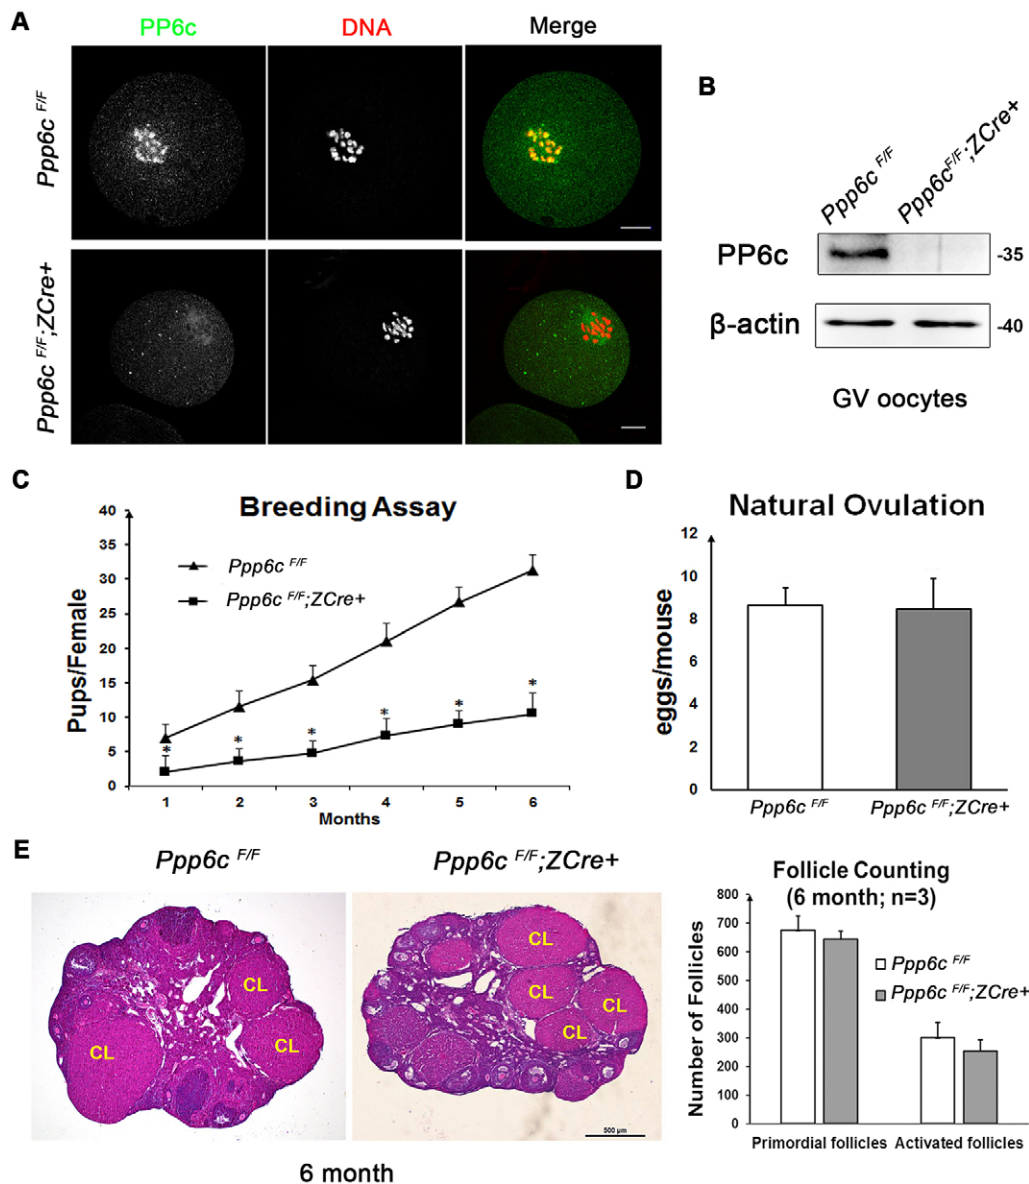 A
PP6c
DNA
Merge
Ppp6c F/F
Ppp6c F/F;ZCre+
B
Ppp6c F/F
Ppp6c F/F;ZCre+
PP6c
-35
β-actin
-40
GV oocytes
C
Breeding Assay
40
35
30
25
20
15
10
5
0
Pups/Female
Ppp6c F/F
Ppp6c F/F;ZCre+
*
*
*
*
*
*
1 2 3 4 5 6
Months
D
Natural Ovulation
12
10
8
6
4
2
0
eggs/mouse
Ppp6c F/F
Ppp6c F/F;ZCre+
E
Ppp6c F/F
Ppp6c F/F;ZCre+
CL
CL
CL
CL
CL
CL
CL
500 µm
6 month
Follicle Counting
(6 month; n=3)
800
700
600
500
400
300
200
100
0
Number of Follicles
Ppp6c F/F
Ppp6c F/F;ZCre+
Primordial follicles
Activated follicles